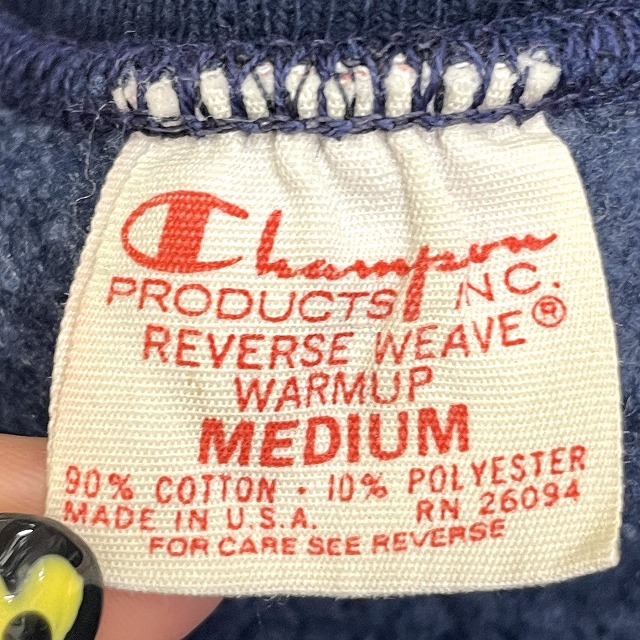 Champion
PRODUCTS INC.
REVERSE WEAVE®
WARMUP
MEDIUM
90% COTTON · 10% POLYESTER
MADE IN U.S.A. RN 26094
FOR CARE SEE REVERSE